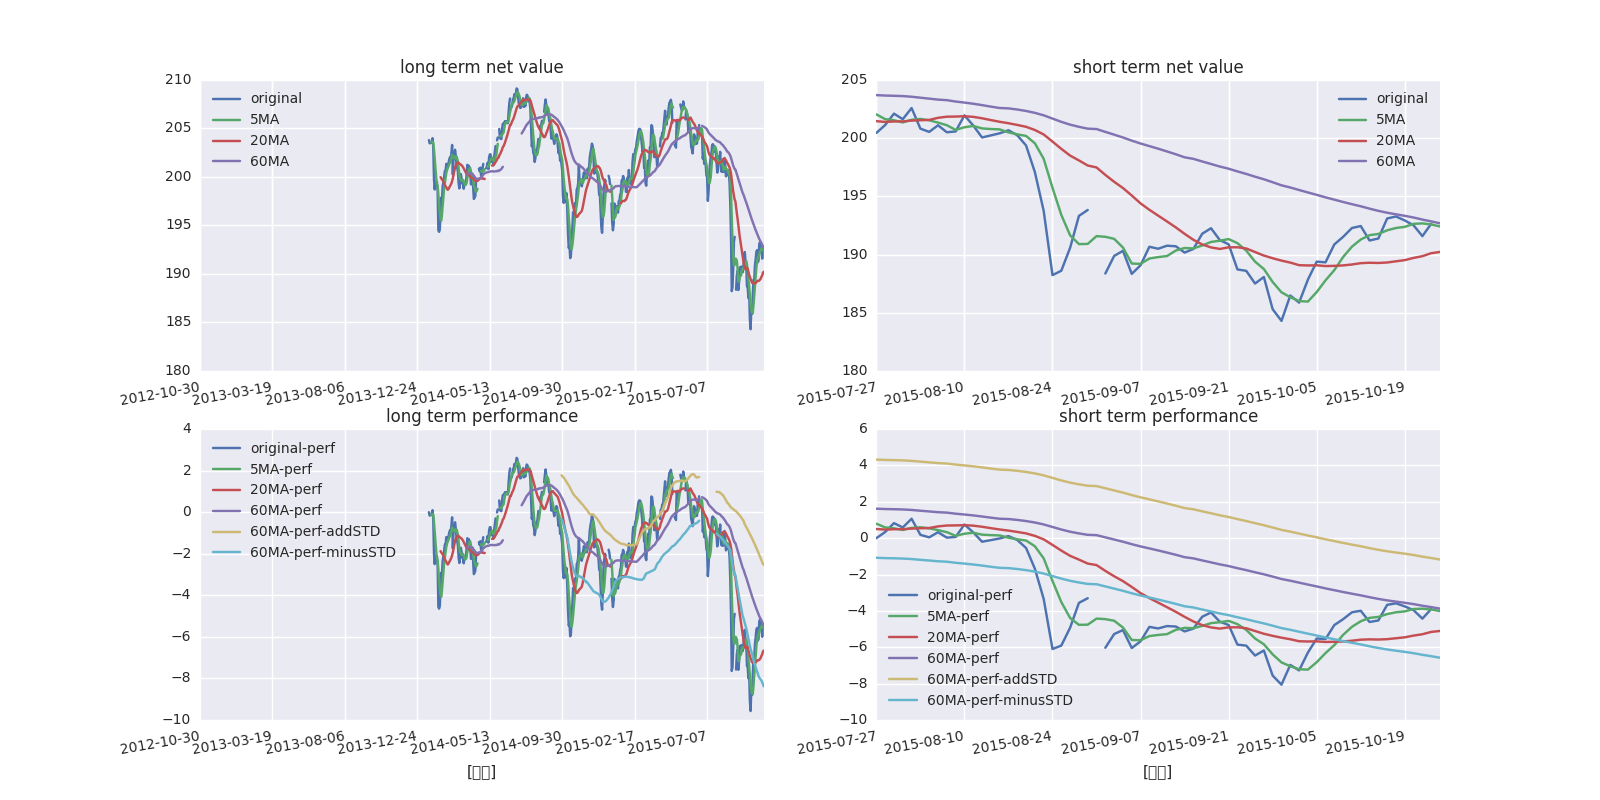 long term net value
210
205
200
195
190
185
180
original
5MA
20MA
60MA
2012-10-30
2013-03-19
2013-08-06
2013-12-24
2014-05-13
2014-09-30
2015-02-17
2015-07-07
short term net value
205
200
195
190
185
180
original
5MA
20MA
60MA
2015-07-27
2015-08-10
2015-08-24
2015-09-07
2015-09-21
2015-10-05
2015-10-19
long term performance
4
2
0
−2
−4
−6
−8
−10
original-perf
5MA-perf
20MA-perf
60MA-perf
60MA-perf-addSTD
60MA-perf-minusSTD
2012-10-30
2013-03-19
2013-08-06
2013-12-24
2014-05-13
2014-09-30
2015-02-17
2015-07-07
short term performance
6
4
2
0
−2
−4
−6
−8
−10
original-perf
5MA-perf
20MA-perf
60MA-perf
60MA-perf-addSTD
60MA-perf-minusSTD
2015-07-27
2015-08-10
2015-08-24
2015-09-07
2015-09-21
2015-10-05
2015-10-19